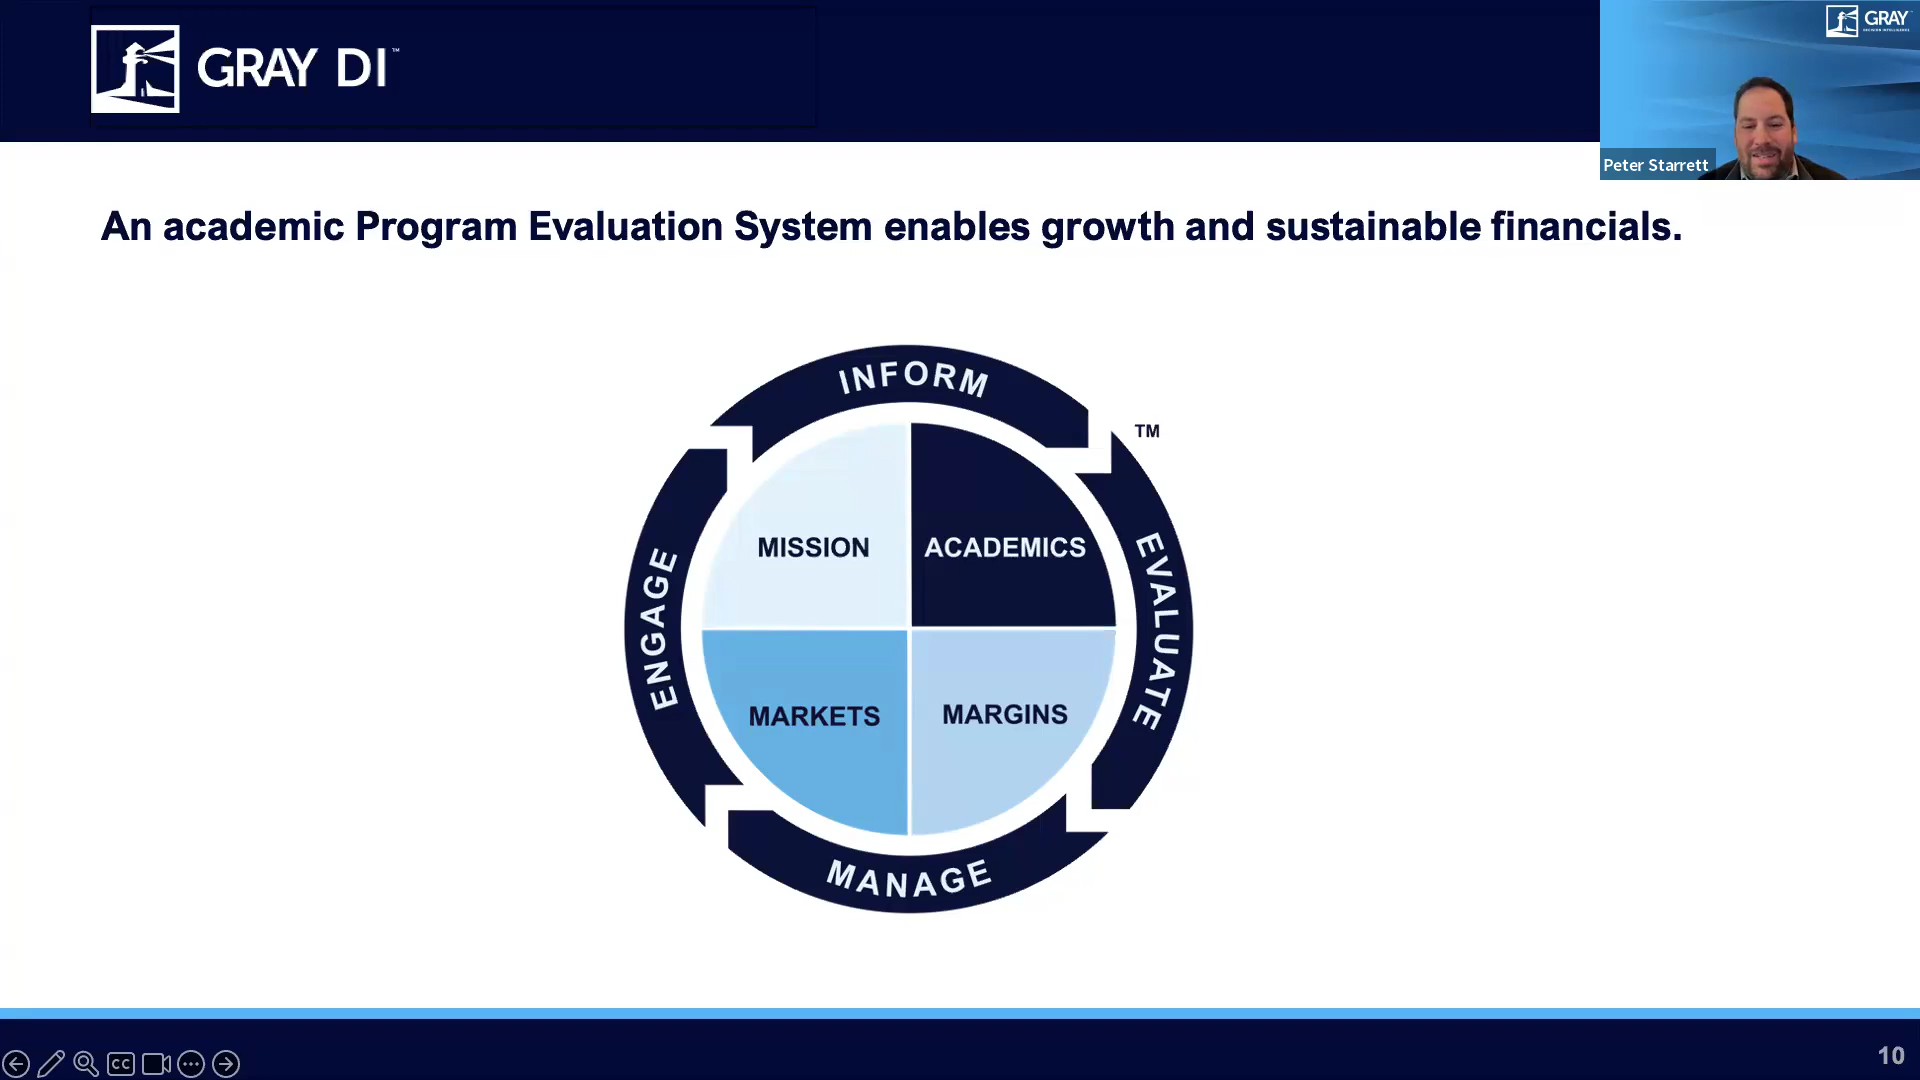 GRAY DI™
GRAY
Peter Starrett
An academic Program Evaluation System enables growth and sustainable financials.
INFORM
TM
MISSION
ACADEMICS
ENGAGE
EVALUATE
MARKETS
MARGINS
MANAGE
CC
10